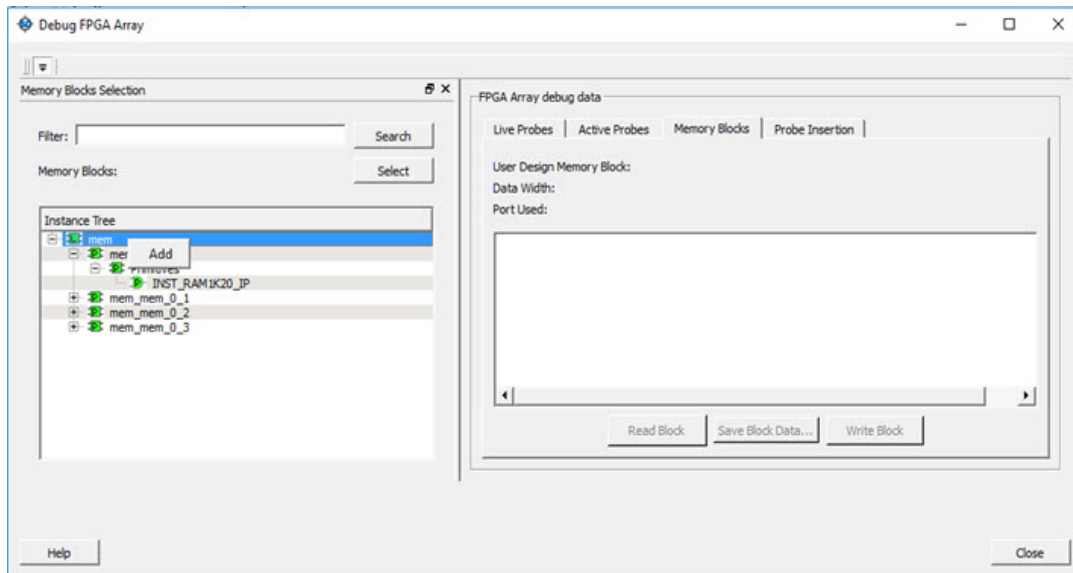 Debug FPGA Array
Memory Blocks Selection
Filter:
Search
Memory Blocks:
Select
Instance Tree
mem
Add
INST_RAM1K20_IP
mem_mem_0_1
mem_mem_0_2
mem_mem_0_3
FPGA Array debug data
Live Probes Active Probes Memory Blocks Probe Insertion
User Design Memory Block:
Data Width:
Port Used:
Read Block Save Block Data... Write Block
Help
Close